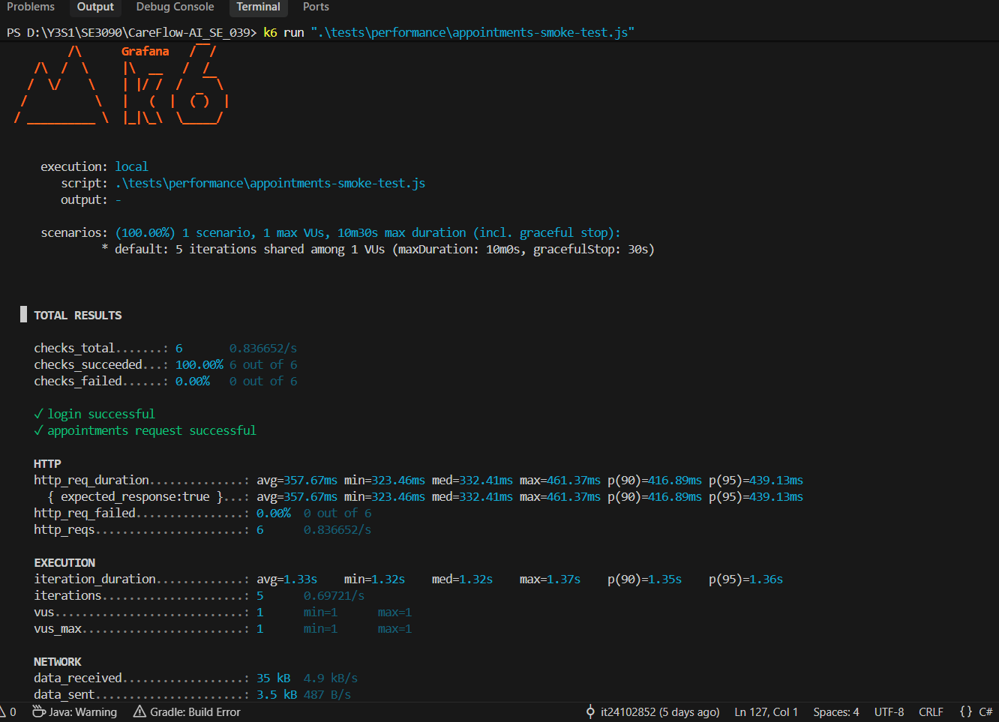 Problems Output Debug Console Terminal Ports
PS D:\Y3S1\SE3090\CareFlow-AI_SE_039> k6 run ".\tests\performance\appointments-smoke-test.js"
         /\      Grafana   /‾‾/
    /\  /  \     |\  __   /  /
   /  \/    \    | |/ /  /   ‾‾\
  /          \   |   (  |  (‾)  |
 / __________ \  |_|\_\  \_____/
execution: local
script: .\tests\performance\appointments-smoke-test.js
output: -
scenarios: (100.00%) 1 scenario, 1 max VUs, 10m30s max duration (incl. graceful stop):
* default: 5 iterations shared among 1 VUs (maxDuration: 10m0s, gracefulStop: 30s)
TOTAL RESULTS
checks_total.......: 6 0.836652/s
checks_succeeded...: 100.00% 6 out of 6
checks_failed......: 0.00% 0 out of 6
✓ login successful
✓ appointments request successful
HTTP
http_req_duration..............: avg=357.67ms min=323.46ms med=332.41ms max=461.37ms p(90)=416.89ms p(95)=439.13ms
{ expected_response:true }...: avg=357.67ms min=323.46ms med=332.41ms max=461.37ms p(90)=416.89ms p(95)=439.13ms
http_req_failed................: 0.00% 0 out of 6
http_reqs......................: 6 0.836652/s
EXECUTION
iteration_duration.............: avg=1.33s min=1.32s med=1.32s max=1.37s p(90)=1.35s p(95)=1.36s
iterations.....................: 5 0.69721/s
vus............................: 1 min=1 max=1
vus_max........................: 1 min=1 max=1
NETWORK
data_received..................: 35 kB 4.9 kB/s
data_sent......................: 3.5 kB 487 B/s
0 Java: Warning Gradle: Build Error it24102852 (5 days ago) Ln 127, Col 1 Spaces: 4 UTF-8 CRLF {} C#